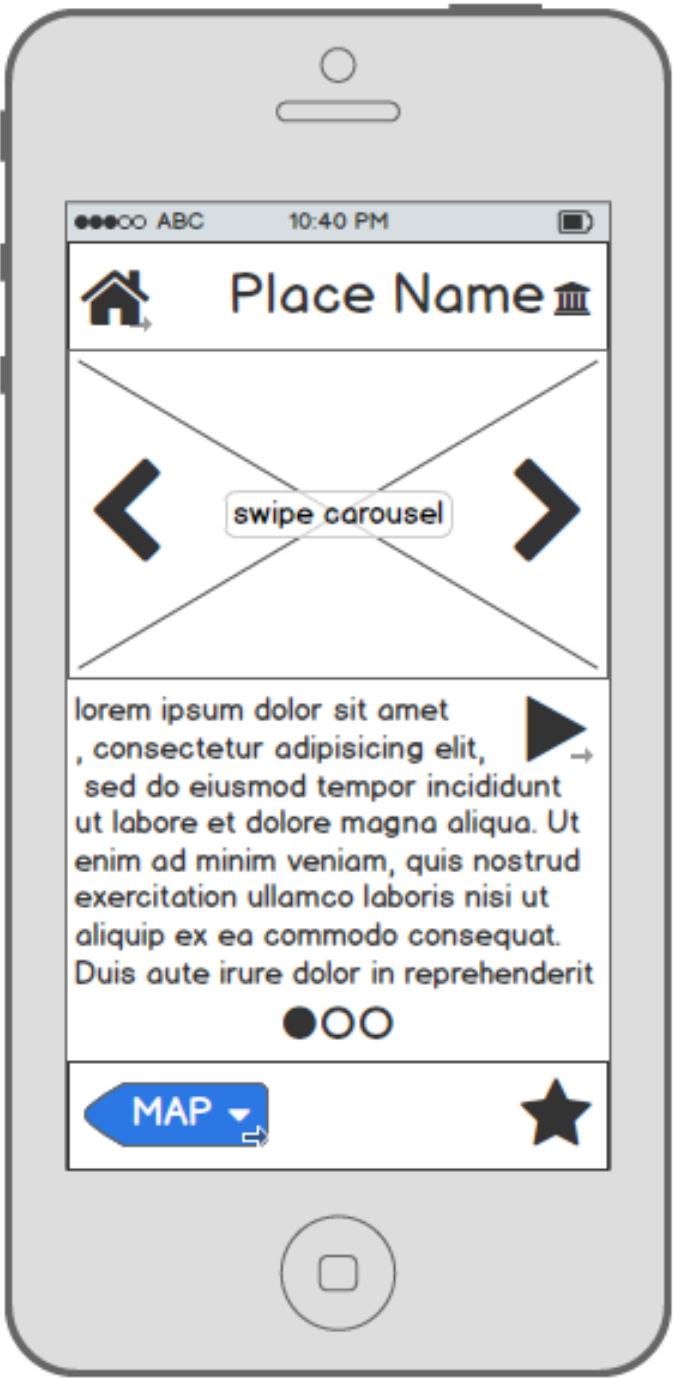 ABC 10:40 PM
Place Name
swipe carousel
lorem ipsum dolor sit amet
, consectetur adipisicing elit,
sed do eiusmod tempor incididunt
ut labore et dolore magna aliqua. Ut
enim ad minim veniam, quis nostrud
exercitation ullamco laboris nisi ut
aliquip ex ea commodo consequat.
Duis aute irure dolor in reprehenderit
MAP